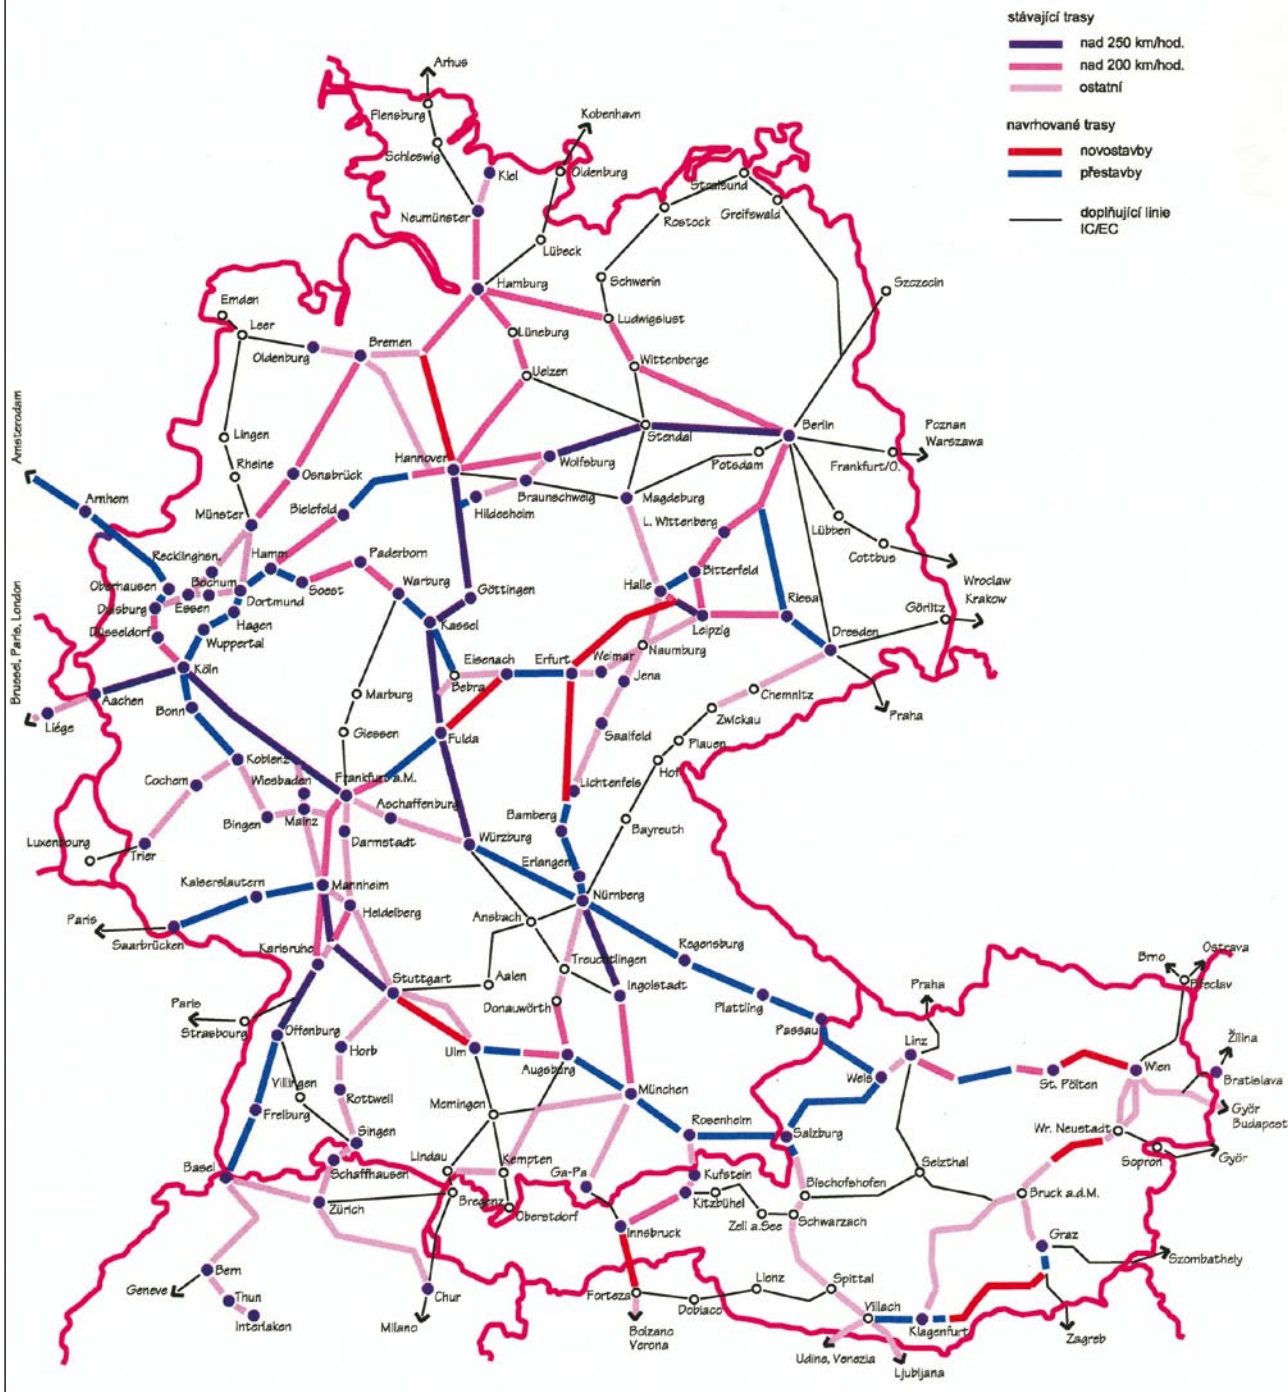 stávající trasy
nad 250 km/hod.
nad 200 km/hod.
ostatní
navrhované trasy
novostavby
přestavby
doplňující linie
IC/EC
Arhus
Flensburg
Schleswig
Kobenhavn
Kiel
Oldenburg
Stralsund
Neumünster
Rostock
Greifswald
Lübeck
Hamburg
Schwerin
Szczecin
Emden
Leer
Ludwigslust
Lüneburg
Oldenburg
Bremen
Wittenberge
Uelzen
Amsterodam
Lingen
Stendal
Berlin
Poznan
Warszawa
Hannover
Wolfsburg
Potsdam
Frankfurt/O.
Rheine
Osnabrück
Braunschweig
Magdeburg
Arnhem
Münster
Bielefeld
Hildesheim
L. Wittenberg
Lübben
Cottbus
Recklinghsn.
Hamm
Paderborn
Oberhausen
Bochum
Soest
Warburg
Göttingen
Halle
Bitterfeld
Wroclaw
Krakow
Duisburg
Essen
Dortmund
Hagen
Riesa
Görlitz
Düsseldorf
Wuppertal
Kassel
Leipzig
Dresden
Brussel, Paris, London
Köln
Eisenach
Erfurt
Weimar
Naumburg
Bebra
Jena
Aachen
Marburg
Chemnitz
Bonn
Zwickau
Praha
Liége
Giessen
Fulda
Saalfeld
Plauen
Hof
Koblenz
Cochem
Wiesbaden
Frankfurt a.M.
Lichtenfels
Aschaffenburg
Bingen
Mainz
Bamberg
Bayreuth
Luxenbourg
Trier
Darmstadt
Würzburg
Erlangen
Kaiserslautern
Mannheim
Nürnberg
Heidelberg
Paris
Saarbrücken
Ansbach
Regensburg
Karlsruhe
Treuchtlingen
Brno
Ostrava
Stuttgart
Aalen
Ingolstadt
Praha
Breclav
Paris
Strasbourg
Donauwörth
Plattling
Offenburg
Passau
Horb
Ulm
Augsburg
Linz
Žilina
Wels
St. Pölten
Wien
Bratislava
Villingen
Rottweil
Memingen
München
Györ
Budapest
Freiburg
Singen
Rosenheim
Salzburg
Wr. Neustadt
Basel
Schaffhausen
Lindau
Kempten
Ga-Pa
Kufstein
Selzthal
Sopron
Györ
Zürich
Bregenz
Oberstdorf
Kitzbühel
Bischofshofen
Bruck a.d.M.
Zell a.See
Schwarzach
Innsbruck
Graz
Szombathely
Bern
Geneve
Thun
Interlaken
Chur
Milano
Forteza
Dobiaco
Lienz
Spittal
Villach
Klagenfurt
Zagreb
Bolzano
Verona
Udine, Venezia
Ljubljana